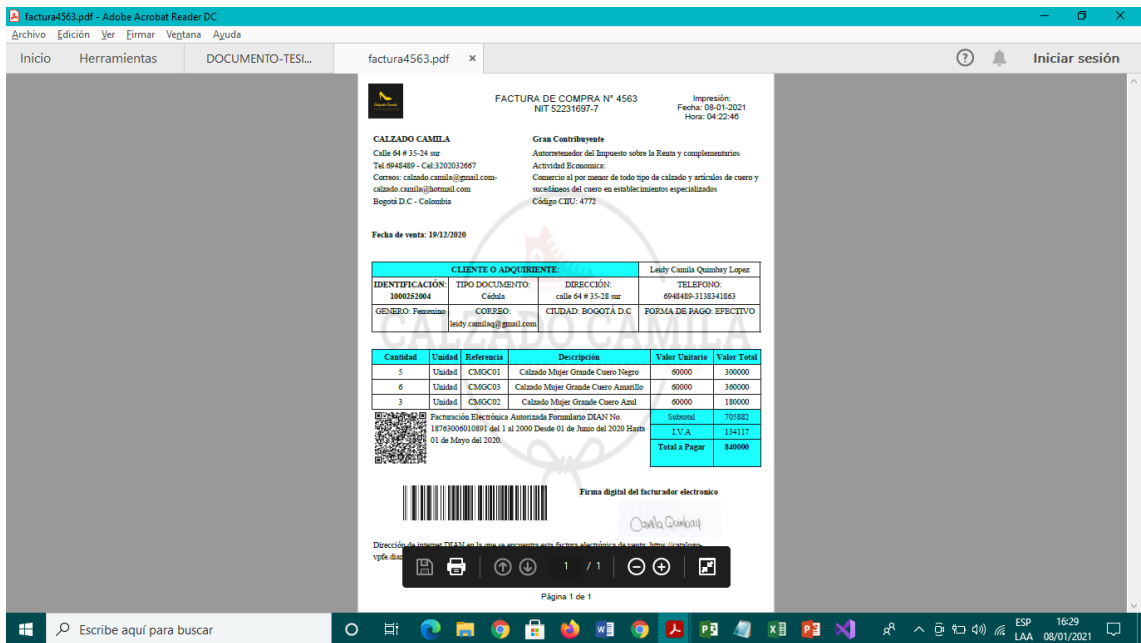 factura4563.pdf - Adobe Acrobat Reader DC
Archivo Edición Ver Firmar Ventana Ayuda
Inicio Herramientas DOCUMENTO-TESI... factura4563.pdf × Iniciar sesión
FACTURA DE COMPRA N° 4563
NIT 52231697-7
Impresión:
Fecha: 08-01-2021
Hora: 04:22:46
CALZADO CAMILA
Calle 64 # 35-24 sur
Tel.6948489 - Cel:3202032667
Correos: calzado.camila@gmail.com-
calzado.camila@hotmail.com
Bogotá D.C - Colombia
Gran Contribuyente
Autorretenedor del Impuesto sobre la Renta y complementarios
Actividad Economica:
Comercio al por menor de todo tipo de calzado y artículos de cuero y
sucedáneos del cuero en establecimientos especializados
Código CIIU: 4772
Fecha de venta: 19/12/2020
CLIENTE O ADQUIRIENTE: Leidy Camila Quimbay Lopez
IDENTIFICACIÓN: TIPO DOCUMENTO: DIRECCIÓN: TELEFONO:
1000252004 Cédula calle 64 # 35-28 sur 6948489-3138341863
GENERO: Femenino CORREO: CIUDAD: BOGOTÁ D.C FORMA DE PAGO: EFECTIVO
leidy.camilaq@gmail.com
CALZADO CAMILA
Cantidad Unidad Referencia Descripción Valor Unitario Valor Total
5 Unidad CMGC01 Calzado Mujer Grande Cuero Negro 60000 300000
6 Unidad CMGC03 Calzado Mujer Grande Cuero Amarillo 60000 360000
3 Unidad CMGC02 Calzado Mujer Grande Cuero Azul 60000 180000
Facturación Electrónica Autorizada Formulario DIAN No.
18763006010891 del 1 al 2000 Desde 01 de Junio del 2020 Hasta
01 de Mayo del 2020.
Subtotal 705882
I.V.A 134117
Total a Pagar 840000
Firma digital del facturador electronico
Camila Quimbay
Dirección de internet DIAN en la que se encuentra esta factura electrónica de venta: https://catalogo-
vpfe.dian
1 / 1
Página 1 de 1
Escribe aquí para buscar
ESP
LAA
16:29
08/01/2021